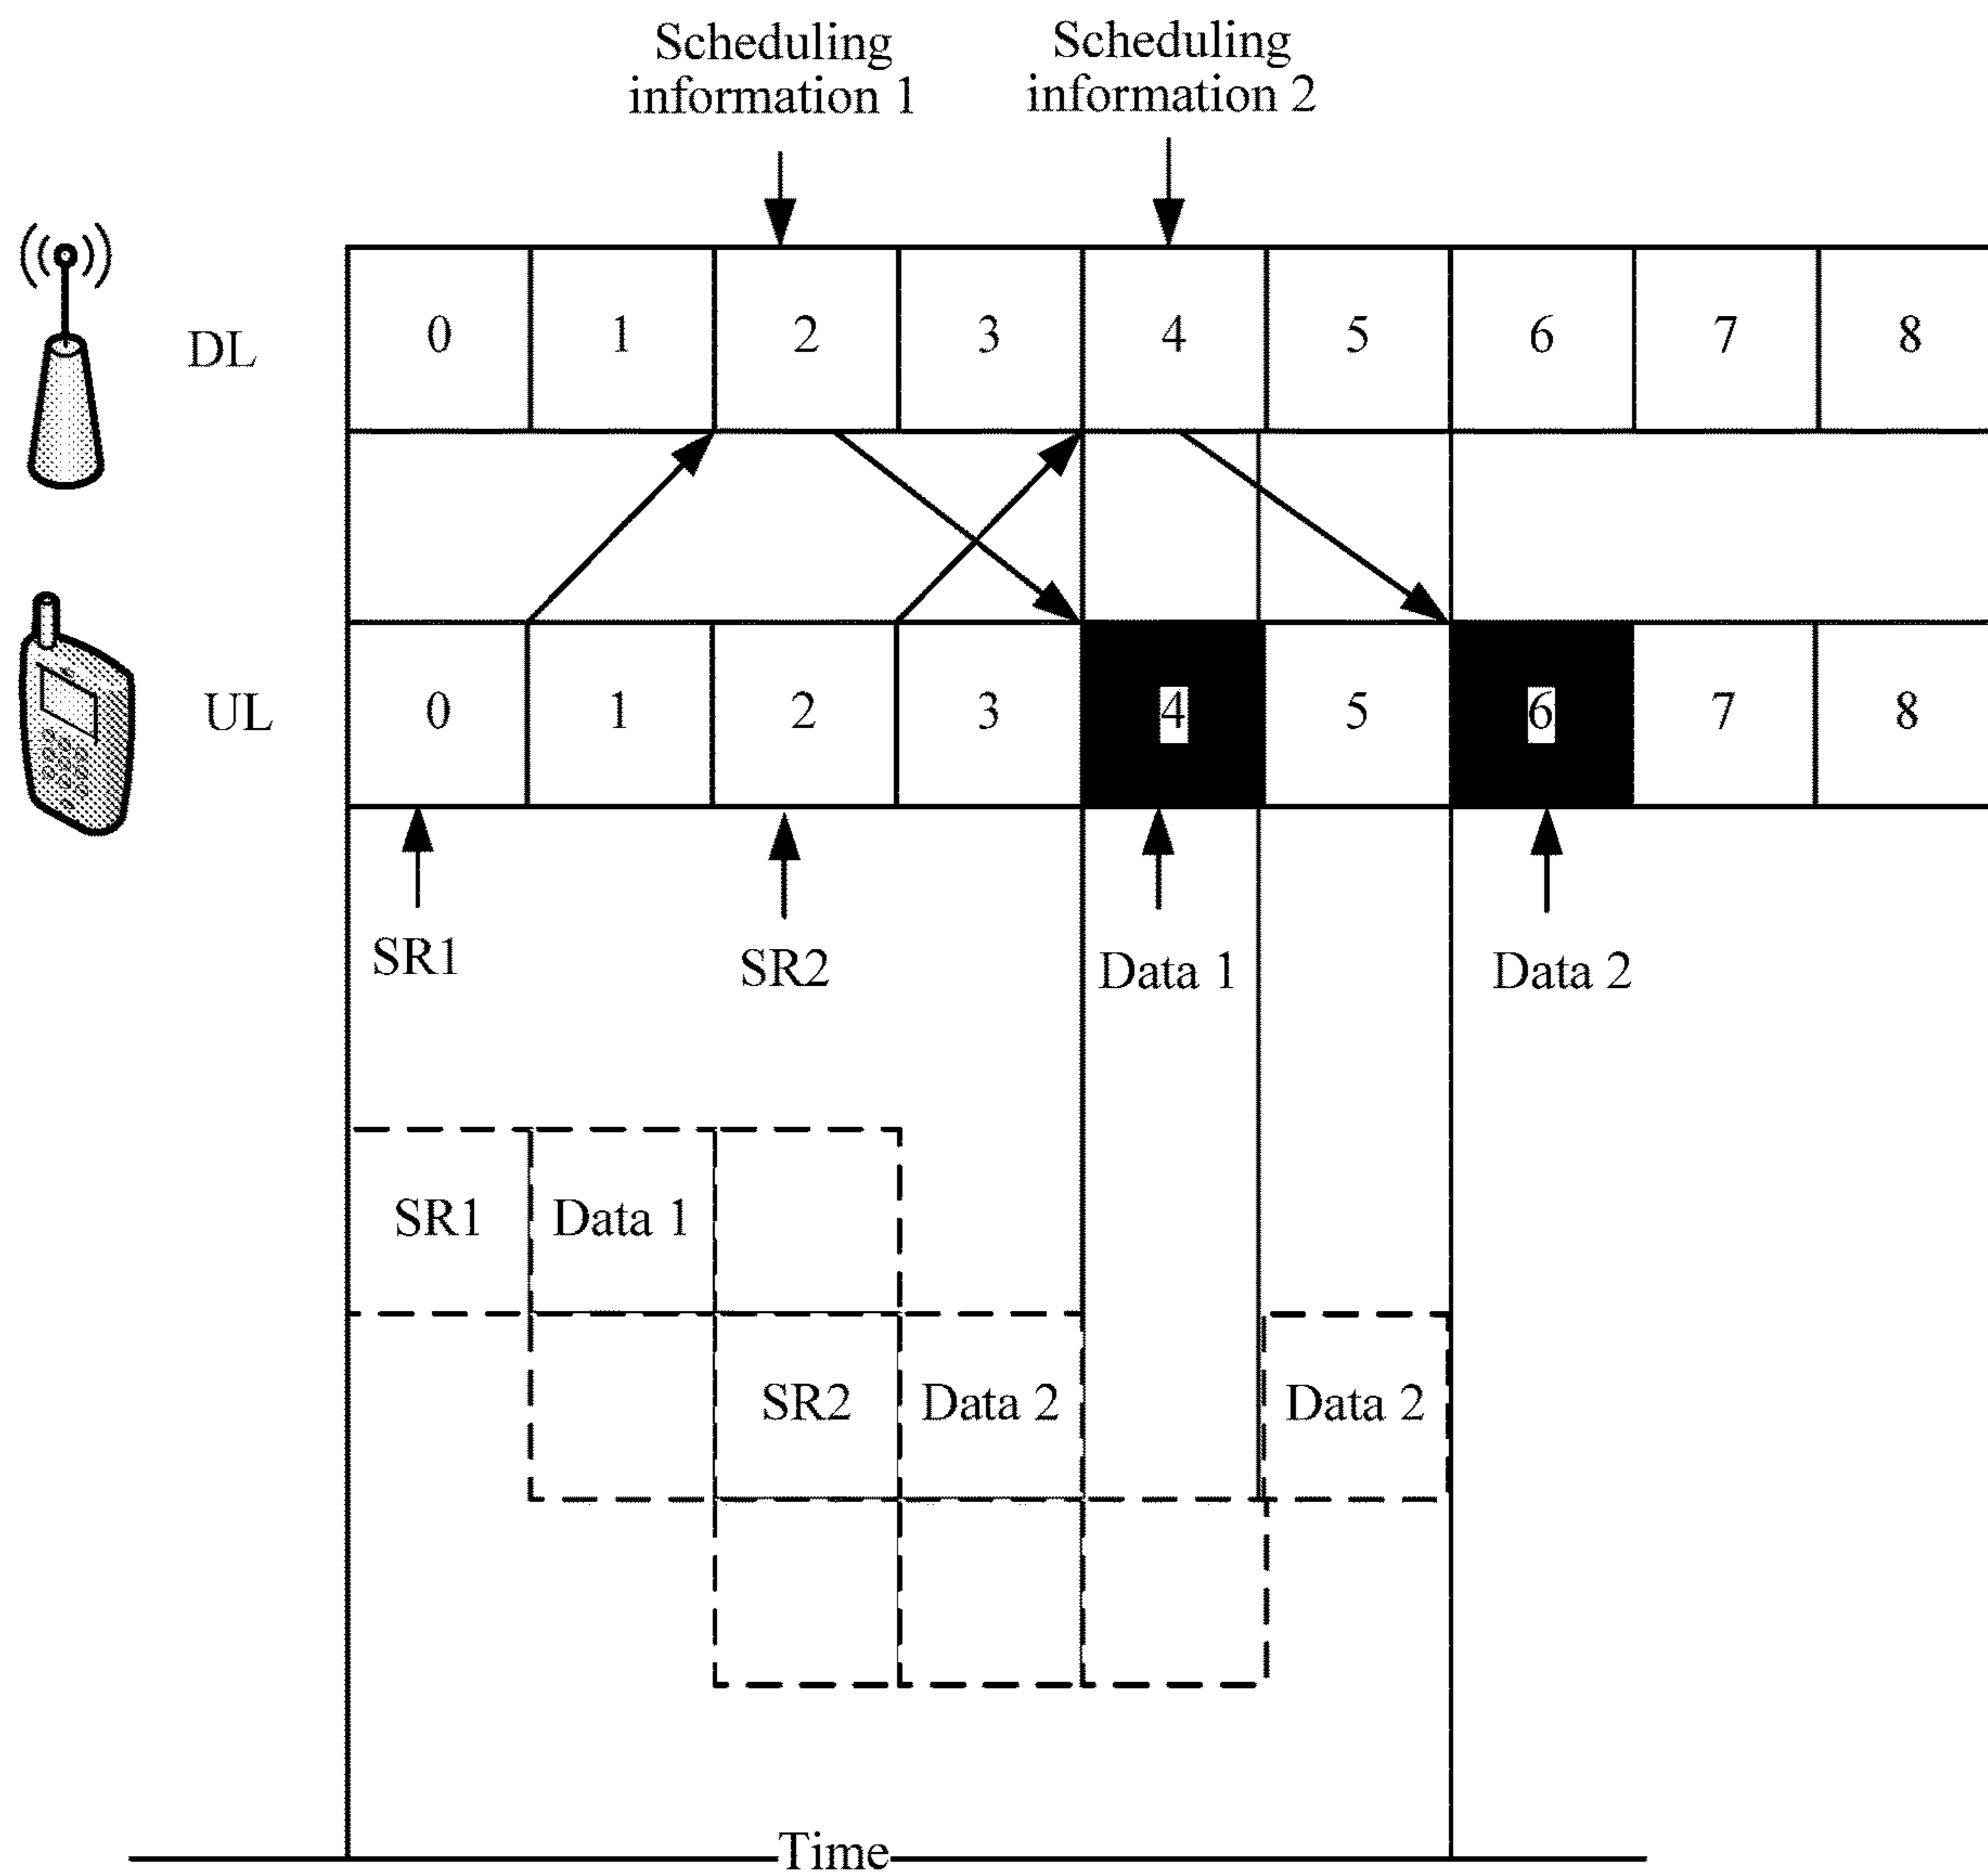 Scheduling information 1
Scheduling information 2
DL 0 1 2 3 4 5 6 7 8
UL 0 1 2 3 4 5 6 7 8
SR1 SR2 Data 1 Data 2
SR1 Data 1
SR2 Data 2 Data 2
Time